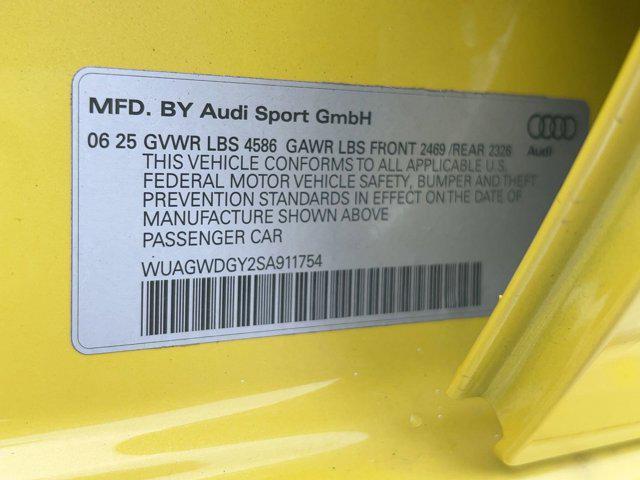 MFD. BY Audi Sport GmbH
06 25 GVWR LBS 4586 GAWR LBS FRONT 2469 /REAR 2326
Audi
THIS VEHICLE CONFORMS TO ALL APPLICABLE U.S.
FEDERAL MOTOR VEHICLE SAFETY, BUMPER AND THEFT
PREVENTION STANDARDS IN EFFECT ON THE DATE OF
MANUFACTURE SHOWN ABOVE
PASSENGER CAR
WUAGWDGY2SA911754